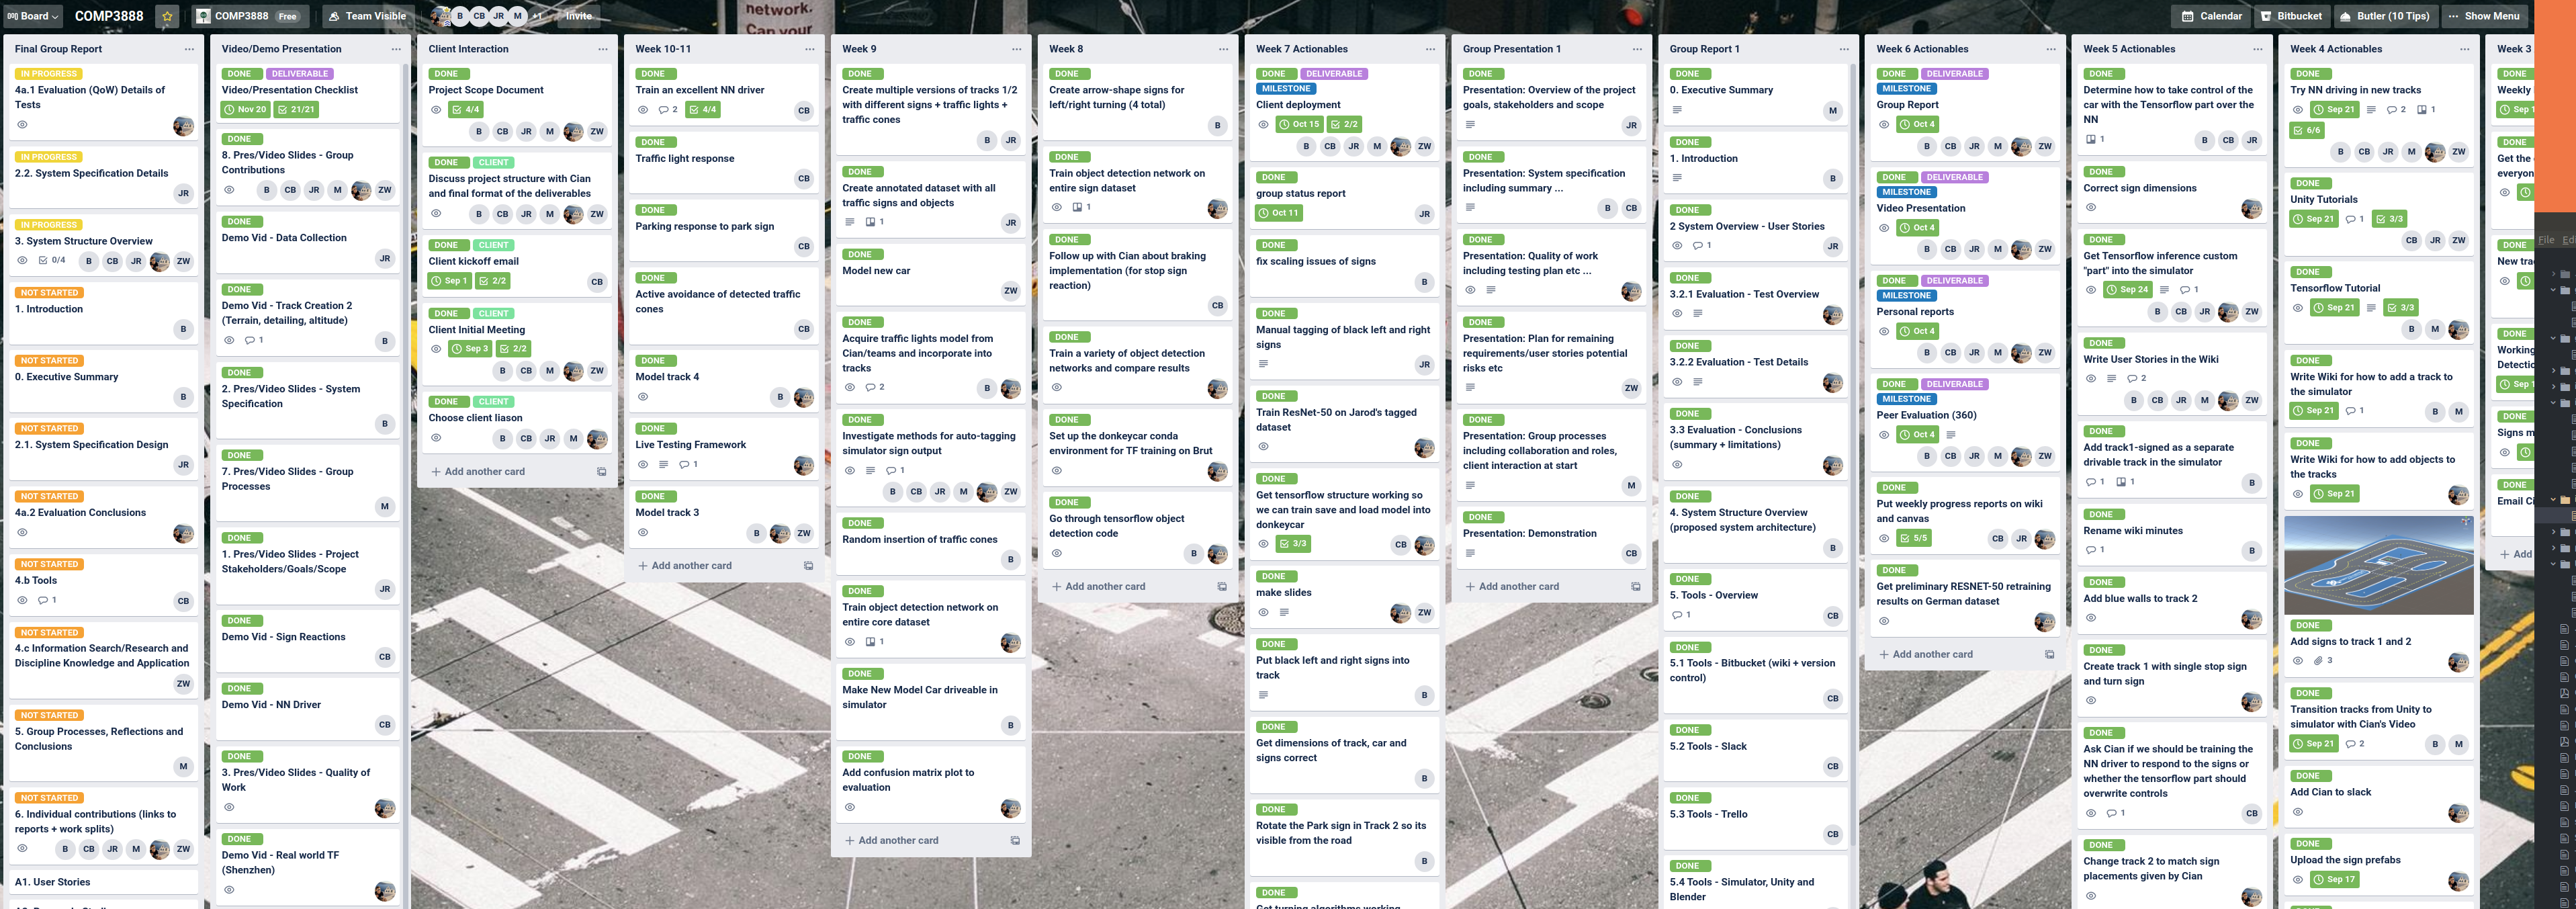 Board
COMP3888
COMP3888 Free
Team Visible
B CB JR M +1
Invite
Calendar
Bitbucket
Butler (10 Tips)
Show Menu
network.
Can your
Final Group Report
IN PROGRESS
4a.1 Evaluation (QoW) Details of
Tests
IN PROGRESS
2.2. System Specification Details
JR
IN PROGRESS
3. System Structure Overview
0/4 B CB JR ZW
NOT STARTED
1. Introduction
B
NOT STARTED
0. Executive Summary
B
NOT STARTED
2.1. System Specification Design
JR
NOT STARTED
4a.2 Evaluation Conclusions
NOT STARTED
4.b Tools
1 CB
NOT STARTED
4.c Information Search/Research and
Discipline Knowledge and Application
ZW
NOT STARTED
5. Group Processes, Reflections and
Conclusions
M
NOT STARTED
6. Individual contributions (links to
reports + work splits)
B CB JR M ZW
A1. User Stories
Video/Demo Presentation
DONE DELIVERABLE
Video/Presentation Checklist
Nov 20 21/21
DONE
8. Pres/Video Slides - Group
Contributions
B CB JR M ZW
DONE
Demo Vid - Data Collection
JR
DONE
Demo Vid - Track Creation 2
(Terrain, detailing, altitude)
1 B
DONE
2. Pres/Video Slides - System
Specification
B
DONE
7. Pres/Video Slides - Group
Processes
M
DONE
1. Pres/Video Slides - Project
Stakeholders/Goals/Scope
JR
DONE
Demo Vid - Sign Reactions
CB
DONE
Demo Vid - NN Driver
CB
DONE
3. Pres/Video Slides - Quality of
Work
DONE
Demo Vid - Real world TF
(Shenzhen)
Client Interaction
DONE
Project Scope Document
4/4
B CB JR M ZW
DONE CLIENT
Discuss project structure with Cian
and final format of the deliverables
B CB JR M ZW
DONE CLIENT
Client kickoff email
Sep 1 2/2 CB
DONE CLIENT
Client Initial Meeting
Sep 3 2/2
B CB M ZW
DONE CLIENT
Choose client liason
B CB JR M
+ Add another card
Week 10-11
DONE
Train an excellent NN driver
2 4/4 CB
DONE
Traffic light response
CB
DONE
Parking response to park sign
CB
DONE
Active avoidance of detected traffic
cones
CB
DONE
Model track 4
B
DONE
Live Testing Framework
1
DONE
Model track 3
B ZW
+ Add another card
Week 9
DONE
Create multiple versions of tracks 1/2
with different signs + traffic lights +
traffic cones
B JR
DONE
Create annotated dataset with all
traffic signs and objects
1 JR
DONE
Model new car
ZW
DONE
Acquire traffic lights model from
Cian/teams and incorporate into
tracks
2 B
DONE
Investigate methods for auto-tagging
simulator sign output
1
B CB JR M ZW
DONE
Random insertion of traffic cones
B
DONE
Train object detection network on
entire core dataset
1
DONE
Make New Model Car driveable in
simulator
B
DONE
Add confusion matrix plot to
evaluation
+ Add another card
Week 8
DONE
Create arrow-shape signs for
left/right turning (4 total)
B
DONE
Train object detection network on
entire sign dataset
1
DONE
Follow up with Cian about braking
implementation (for stop sign
reaction)
CB
DONE
Train a variety of object detection
networks and compare results
DONE
Set up the donkeycar conda
environment for TF training on Brut
DONE
Go through tensorflow object
detection code
B
+ Add another card
Week 7 Actionables
DONE DELIVERABLE
MILESTONE
Client deployment
Oct 15 2/2
B CB JR M ZW
DONE
group status report
Oct 11 JR
DONE
fix scaling issues of signs
B
DONE
Manual tagging of black left and right
signs
JR
DONE
Train ResNet-50 on Jarod's tagged
dataset
DONE
Get tensorflow structure working so
we can train save and load model into
donkeycar
3/3 CB
DONE
make slides
ZW
DONE
Put black left and right signs into
track
B
DONE
Get dimensions of track, car and
signs correct
B
DONE
Rotate the Park sign in Track 2 so its
visible from the road
B
DONE
Get turning algorithms working
Group Presentation 1
DONE
Presentation: Overview of the project
goals, stakeholders and scope
JR
DONE
Presentation: System specification
including summary ...
B CB
DONE
Presentation: Quality of work
including testing plan etc ...
DONE
Presentation: Plan for remaining
requirements/user stories potential
risks etc
ZW
DONE
Presentation: Group processes
including collaboration and roles,
client interaction at start
M
DONE
Presentation: Demonstration
CB
+ Add another card
Group Report 1
DONE
0. Executive Summary
M
DONE
1. Introduction
B
DONE
2 System Overview - User Stories
1 JR
DONE
3.2.1 Evaluation - Test Overview
DONE
3.2.2 Evaluation - Test Details
DONE
3.3 Evaluation - Conclusions
(summary + limitations)
DONE
4. System Structure Overview
(proposed system architecture)
B
DONE
5. Tools - Overview
1 CB
DONE
5.1 Tools - Bitbucket (wiki + version
control)
CB
DONE
5.2 Tools - Slack
CB
DONE
5.3 Tools - Trello
CB
DONE
5.4 Tools - Simulator, Unity and
Blender
Week 6 Actionables
DONE DELIVERABLE
MILESTONE
Group Report
Oct 4
B CB JR M ZW
DONE DELIVERABLE
MILESTONE
Video Presentation
Oct 4
B CB JR M ZW
DONE DELIVERABLE
MILESTONE
Personal reports
Oct 4
B CB JR M ZW
DONE DELIVERABLE
MILESTONE
Peer Evaluation (360)
Oct 4
B CB JR M ZW
DONE
Put weekly progress reports on wiki
and canvas
5/5 CB JR
DONE
Get preliminary RESNET-50 retraining
results on German dataset
+ Add another card
Week 5 Actionables
DONE
Determine how to take control of the
car with the Tensorflow part over the
NN
1 B CB JR
DONE
Correct sign dimensions
DONE
Get Tensorflow inference custom
"part" into the simulator
Sep 24 1
B CB JR ZW
DONE
Write User Stories in the Wiki
2
B CB JR M ZW
DONE
Add track1-signed as a separate
drivable track in the simulator
1 1 B
DONE
Rename wiki minutes
1 B
DONE
Add blue walls to track 2
DONE
Create track 1 with single stop sign
and turn sign
DONE
Ask Cian if we should be training the
NN driver to respond to the signs or
whether the tensorflow part should
overwrite controls
1 CB
DONE
Change track 2 to match sign
placements given by Cian
Week 4 Actionables
DONE
Try NN driving in new tracks
Sep 21 2 1
6/6
B CB JR M ZW
DONE
Unity Tutorials
Sep 21 1 3/3
CB JR ZW
DONE
Tensorflow Tutorial
Sep 21 3/3
B M
DONE
Write Wiki for how to add a track to
the simulator
Sep 21 1 B M
DONE
Write Wiki for how to add objects to
the tracks
Sep 21
DONE
Add signs to track 1 and 2
3
DONE
Transition tracks from Unity to
simulator with Cian's Video
Sep 21 2 B M
DONE
Add Cian to slack
DONE
Upload the sign prefabs
Sep 17
Week 3
DONE
Weekly
Sep 1
DONE
Get the
everyon
DONE
New tra
DONE
Working
Detectio
Sep 1
DONE
Signs m
DONE
Email Ci
+ Add
File Edi